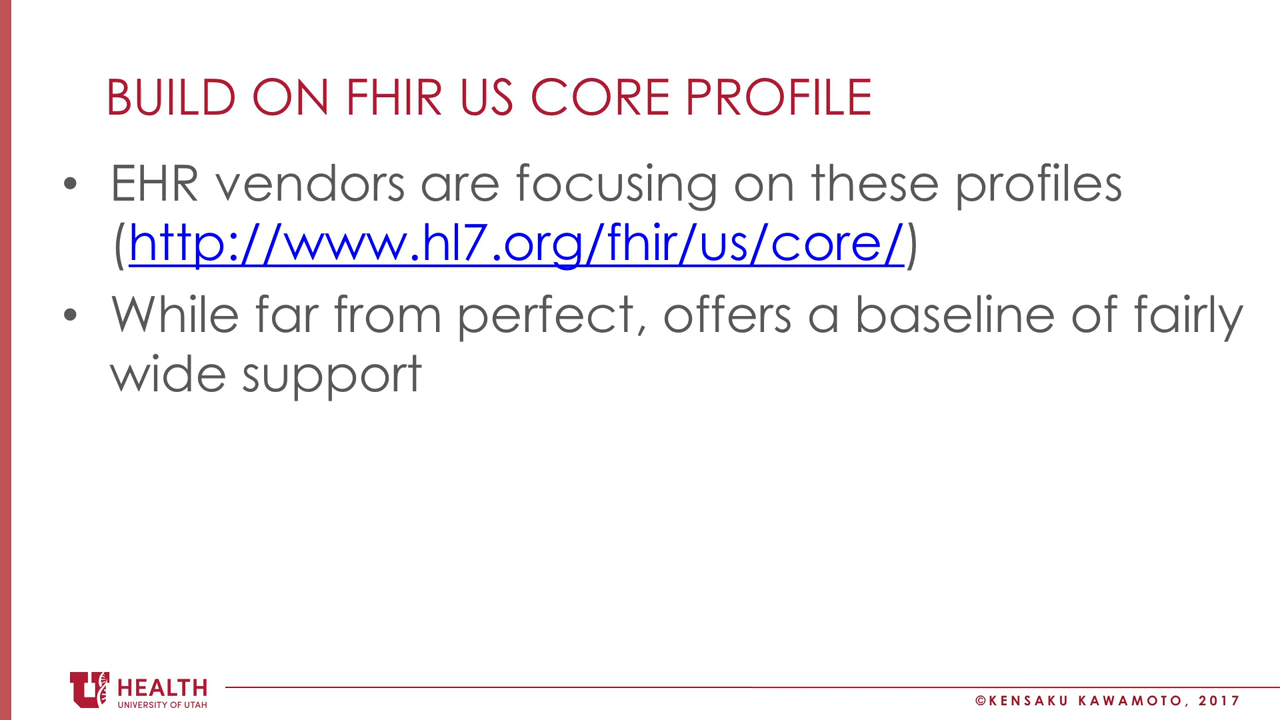 BUILD ON FHIR US CORE PROFILE
• EHR vendors are focusing on these profiles
(http://www.hl7.org/fhir/us/core/)
• While far from perfect, offers a baseline of fairly
wide support
U HEALTH
UNIVERSITY OF UTAH
©KENSAKU KAWAMOTO, 2017